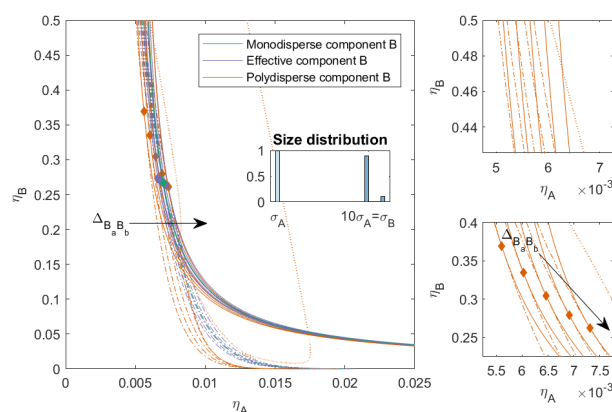 0.5
0.45
0.4
0.35
0.3
0.25
0.2
0.15
0.1
0.05
0
η_B
0 0.005 0.01 0.015 0.02 0.025
η_A
Monodisperse component B
Effective component B
Polydisperse component B
Size distribution
1
0.5
0
σ_A 10σ_A=σ_B
Δ_{B_aB_b}
0.5
0.48
0.46
0.44
η_B
5 6 7
η_A ×10⁻³
0.4
0.35
0.3
0.25
η_B
Δ_{B_aB_b}
5.5 6 6.5 7 7.5
η_A ×10⁻³